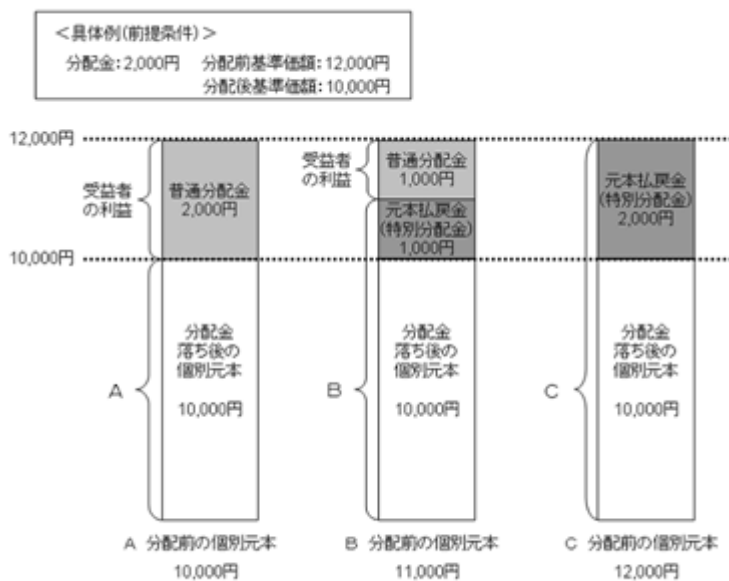 ＜具体例(前提条件)＞
分配金：2,000円　分配前基準価額：12,000円
分配後基準価額：10,000円
12,000円
10,000円
受益者
の利益
普通分配金
2,000円
分配金
落ち後の
個別元本
10,000円
A
A 分配前の個別元本
10,000円
受益者
の利益
普通分配金
1,000円
元本払戻金
(特別分配金)
1,000円
分配金
落ち後の
個別元本
10,000円
B
B 分配前の個別元本
11,000円
元本払戻金
(特別分配金)
2,000円
分配金
落ち後の
個別元本
10,000円
C
C 分配前の個別元本
12,000円